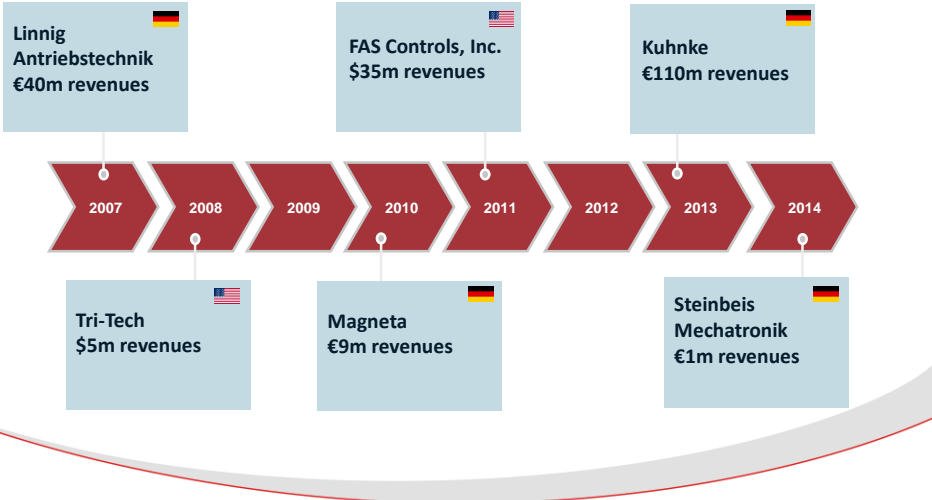 Linnig
Antriebstechnik
€40m revenues
FAS Controls, Inc.
$35m revenues
Kuhnke
€110m revenues
2007
2008
2009
2010
2011
2012
2013
2014
Tri-Tech
$5m revenues
Magneta
€9m revenues
Steinbeis
Mechatronik
€1m revenues